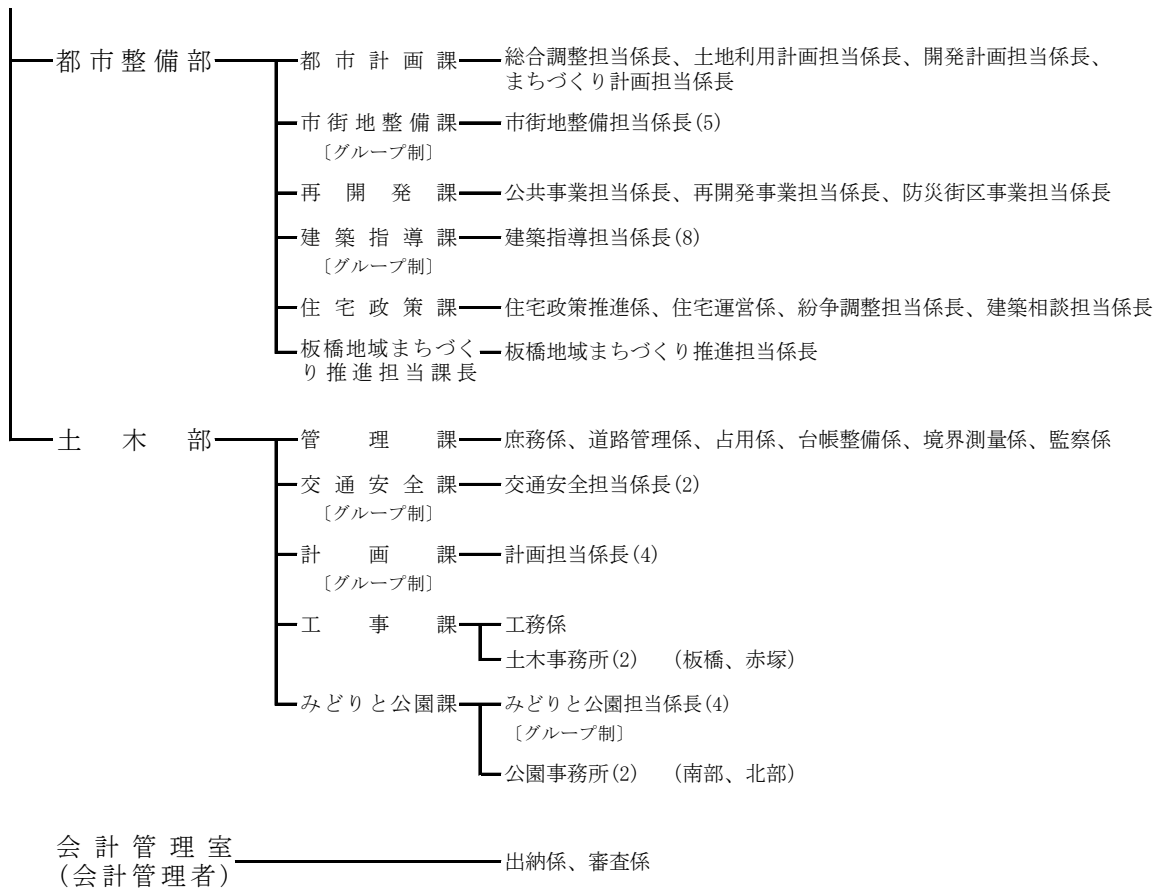 都市整備部 都市計画課 総合調整担当係長、土地利用計画担当係長、開発計画担当係長、
まちづくり計画担当係長
市街地整備課 市街地整備担当係長(5)
〔グループ制〕
再開発課 公共事業担当係長、再開発事業担当係長、防災街区事業担当係長
建築指導課 建築指導担当係長(8)
〔グループ制〕
住宅政策課 住宅政策推進係、住宅運営係、紛争調整担当係長、建築相談担当係長
板橋地域まちづく 板橋地域まちづくり推進担当係長
り推進担当課長
土木部 管理課 庶務係、道路管理係、占用係、台帳整備係、境界測量係、監察係
交通安全課 交通安全担当係長(2)
〔グループ制〕
計画課 計画担当係長(4)
〔グループ制〕
工事課 工務係
土木事務所(2) (板橋、赤塚)
みどりと公園課 みどりと公園担当係長(4)
〔グループ制〕
公園事務所(2) (南部、北部)
会計管理室 出納係、審査係
(会計管理者)